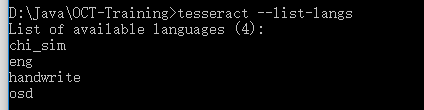 D:\Java\OCT-Training>tesseract --list-langs
List of available languages (4):
chi_sim
eng
handwrite
osd